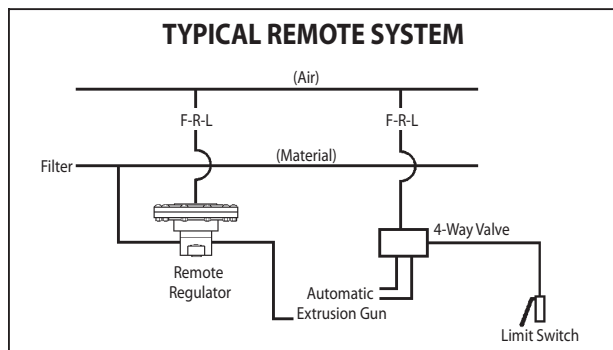 TYPICAL REMOTE SYSTEM
(Air)
F-R-L
F-R-L
Filter
(Material)
4-Way Valve
Remote
Regulator
Automatic
Extrusion Gun
Limit Switch